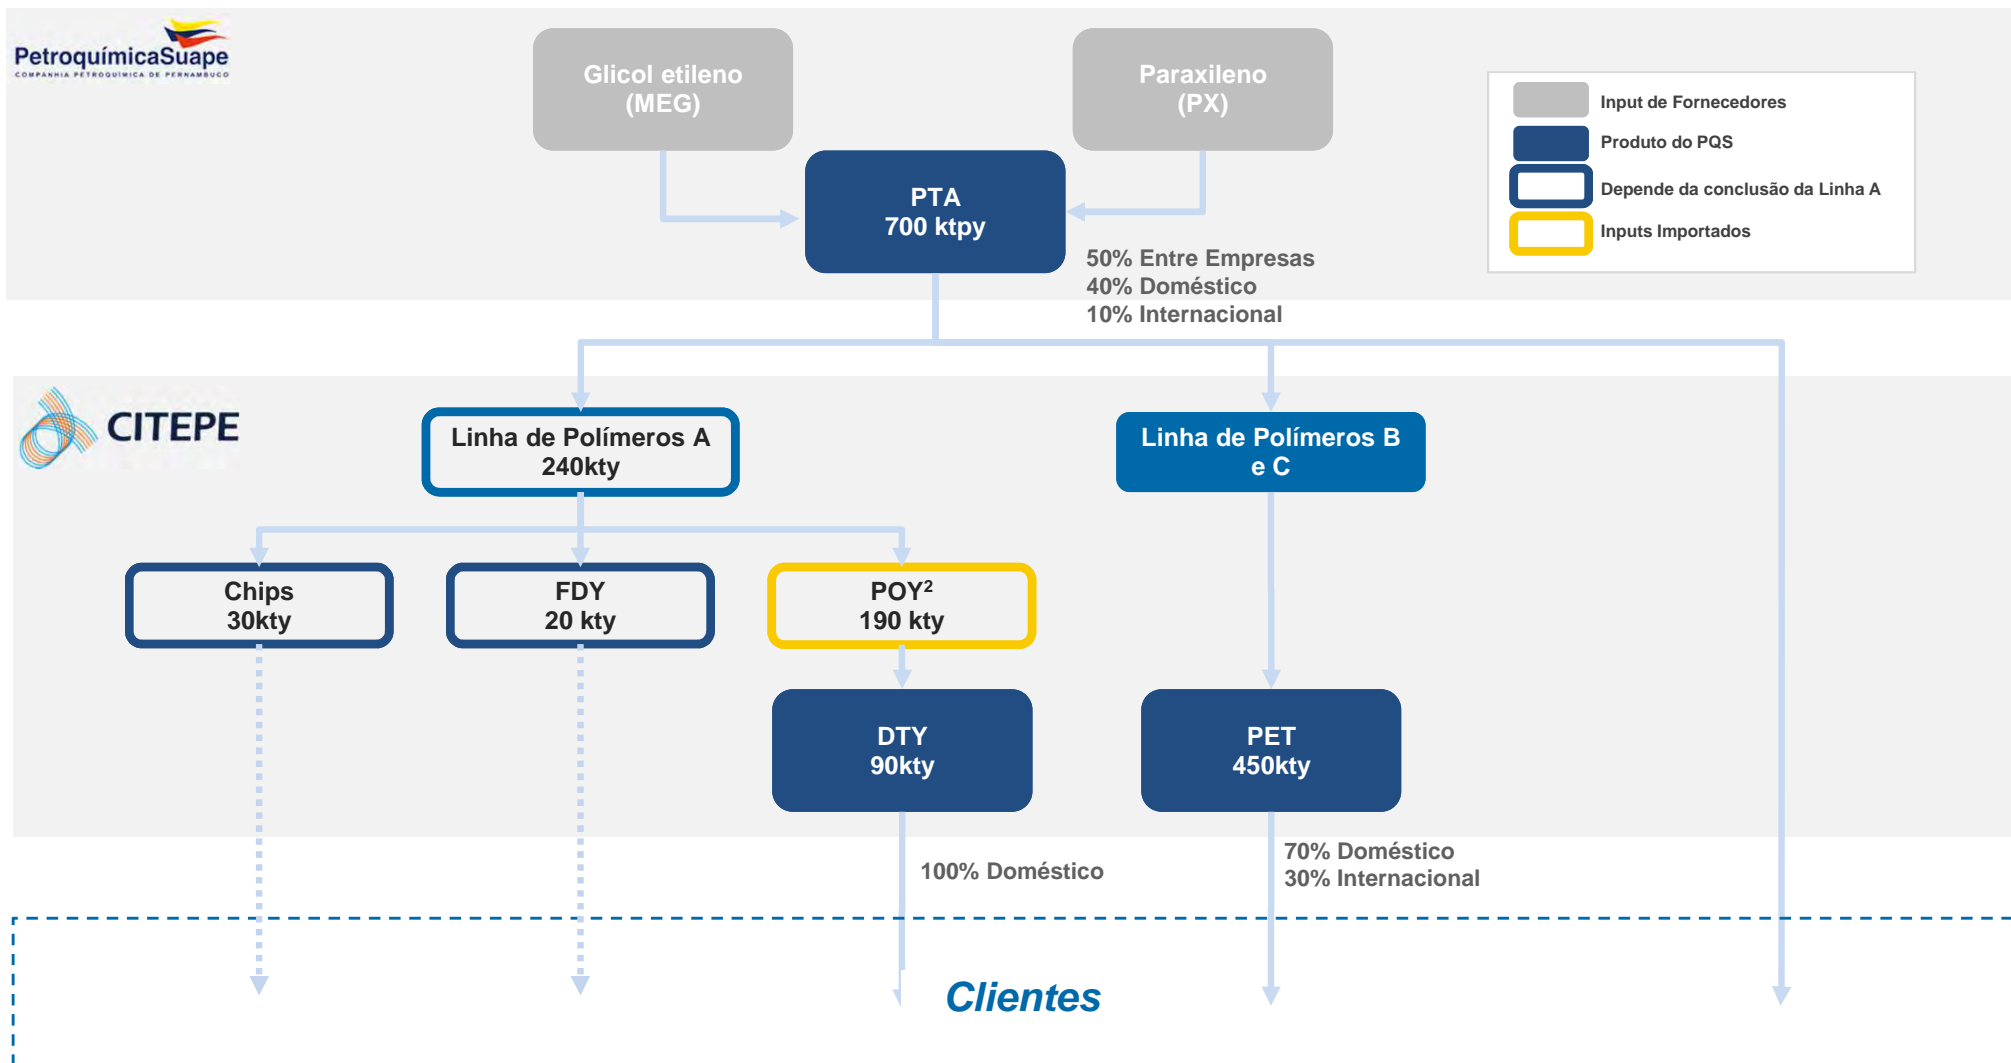 PetroquímicaSuape
COMPANHIA PETROQUÍMICA DE PERNAMBUCO
Glicol etileno
(MEG)
Paraxileno
(PX)
Input de Fornecedores
Produto do PQS
Depende da conclusão da Linha A
Inputs Importados
PTA
700 ktpy
50% Entre Empresas
40% Doméstico
10% Internacional
CITEPE
Linha de Polímeros A
240kty
Linha de Polímeros B
e C
Chips
30kty
FDY
20 kty
POY²
190 kty
DTY
90kty
PET
450kty
100% Doméstico
70% Doméstico
30% Internacional
Clientes